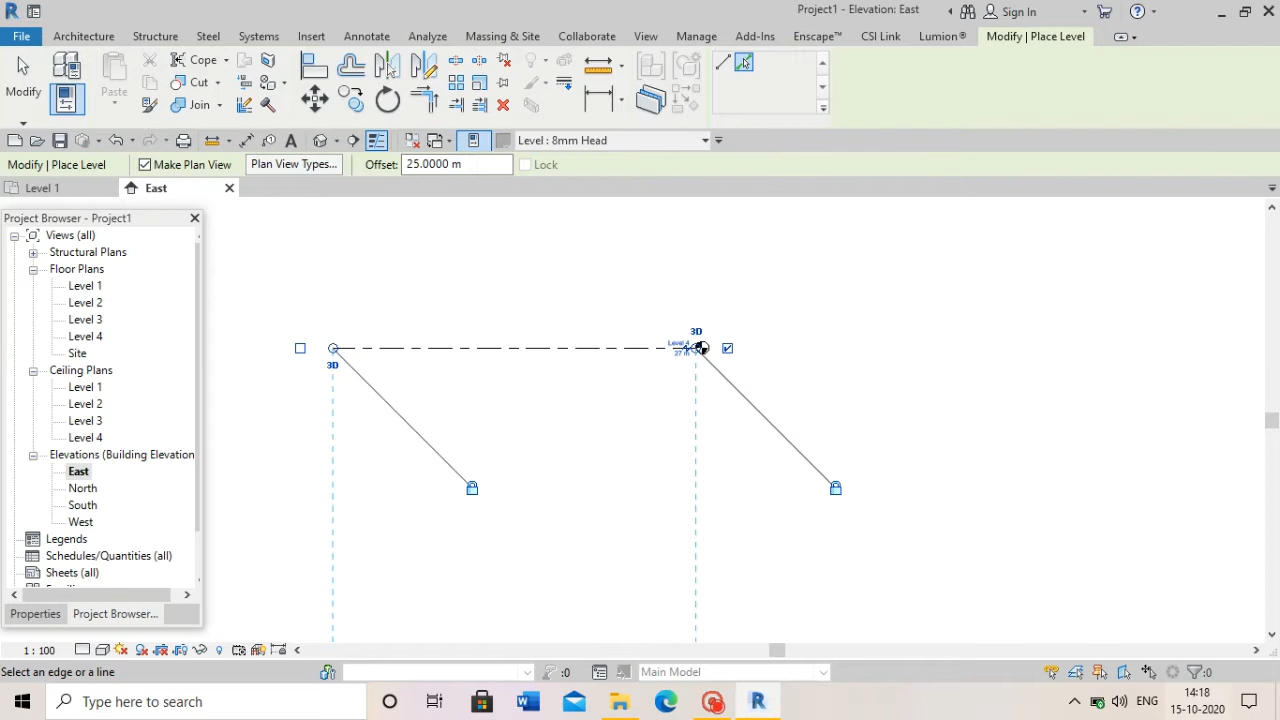 Project1 - Elevation: East
Sign In
File
Architecture
Structure
Steel
Systems
Insert
Annotate
Analyze
Massing & Site
Collaborate
View
Manage
Add-Ins
Enscape™
CSI Link
Lumion®
Modify | Place Level
Modify
Paste
Cope
Cut
Join
Level : 8mm Head
Modify | Place Level
Make Plan View
Plan View Types...
Offset:
25.0000 m
Lock
Level 1
East
Project Browser - Project1
Views (all)
Structural Plans
Floor Plans
Level 1
Level 2
Level 3
Level 4
Site
Ceiling Plans
Level 1
Level 2
Level 3
Level 4
Elevations (Building Elevation
East
North
South
West
Legends
Schedules/Quantities (all)
Sheets (all)
Properties
Project Browser...
3D
Level 4
27 m
3D
1 : 100
Select an edge or a line
:0
Main Model
:0
Type here to search
ENG
14:18
15-10-2020